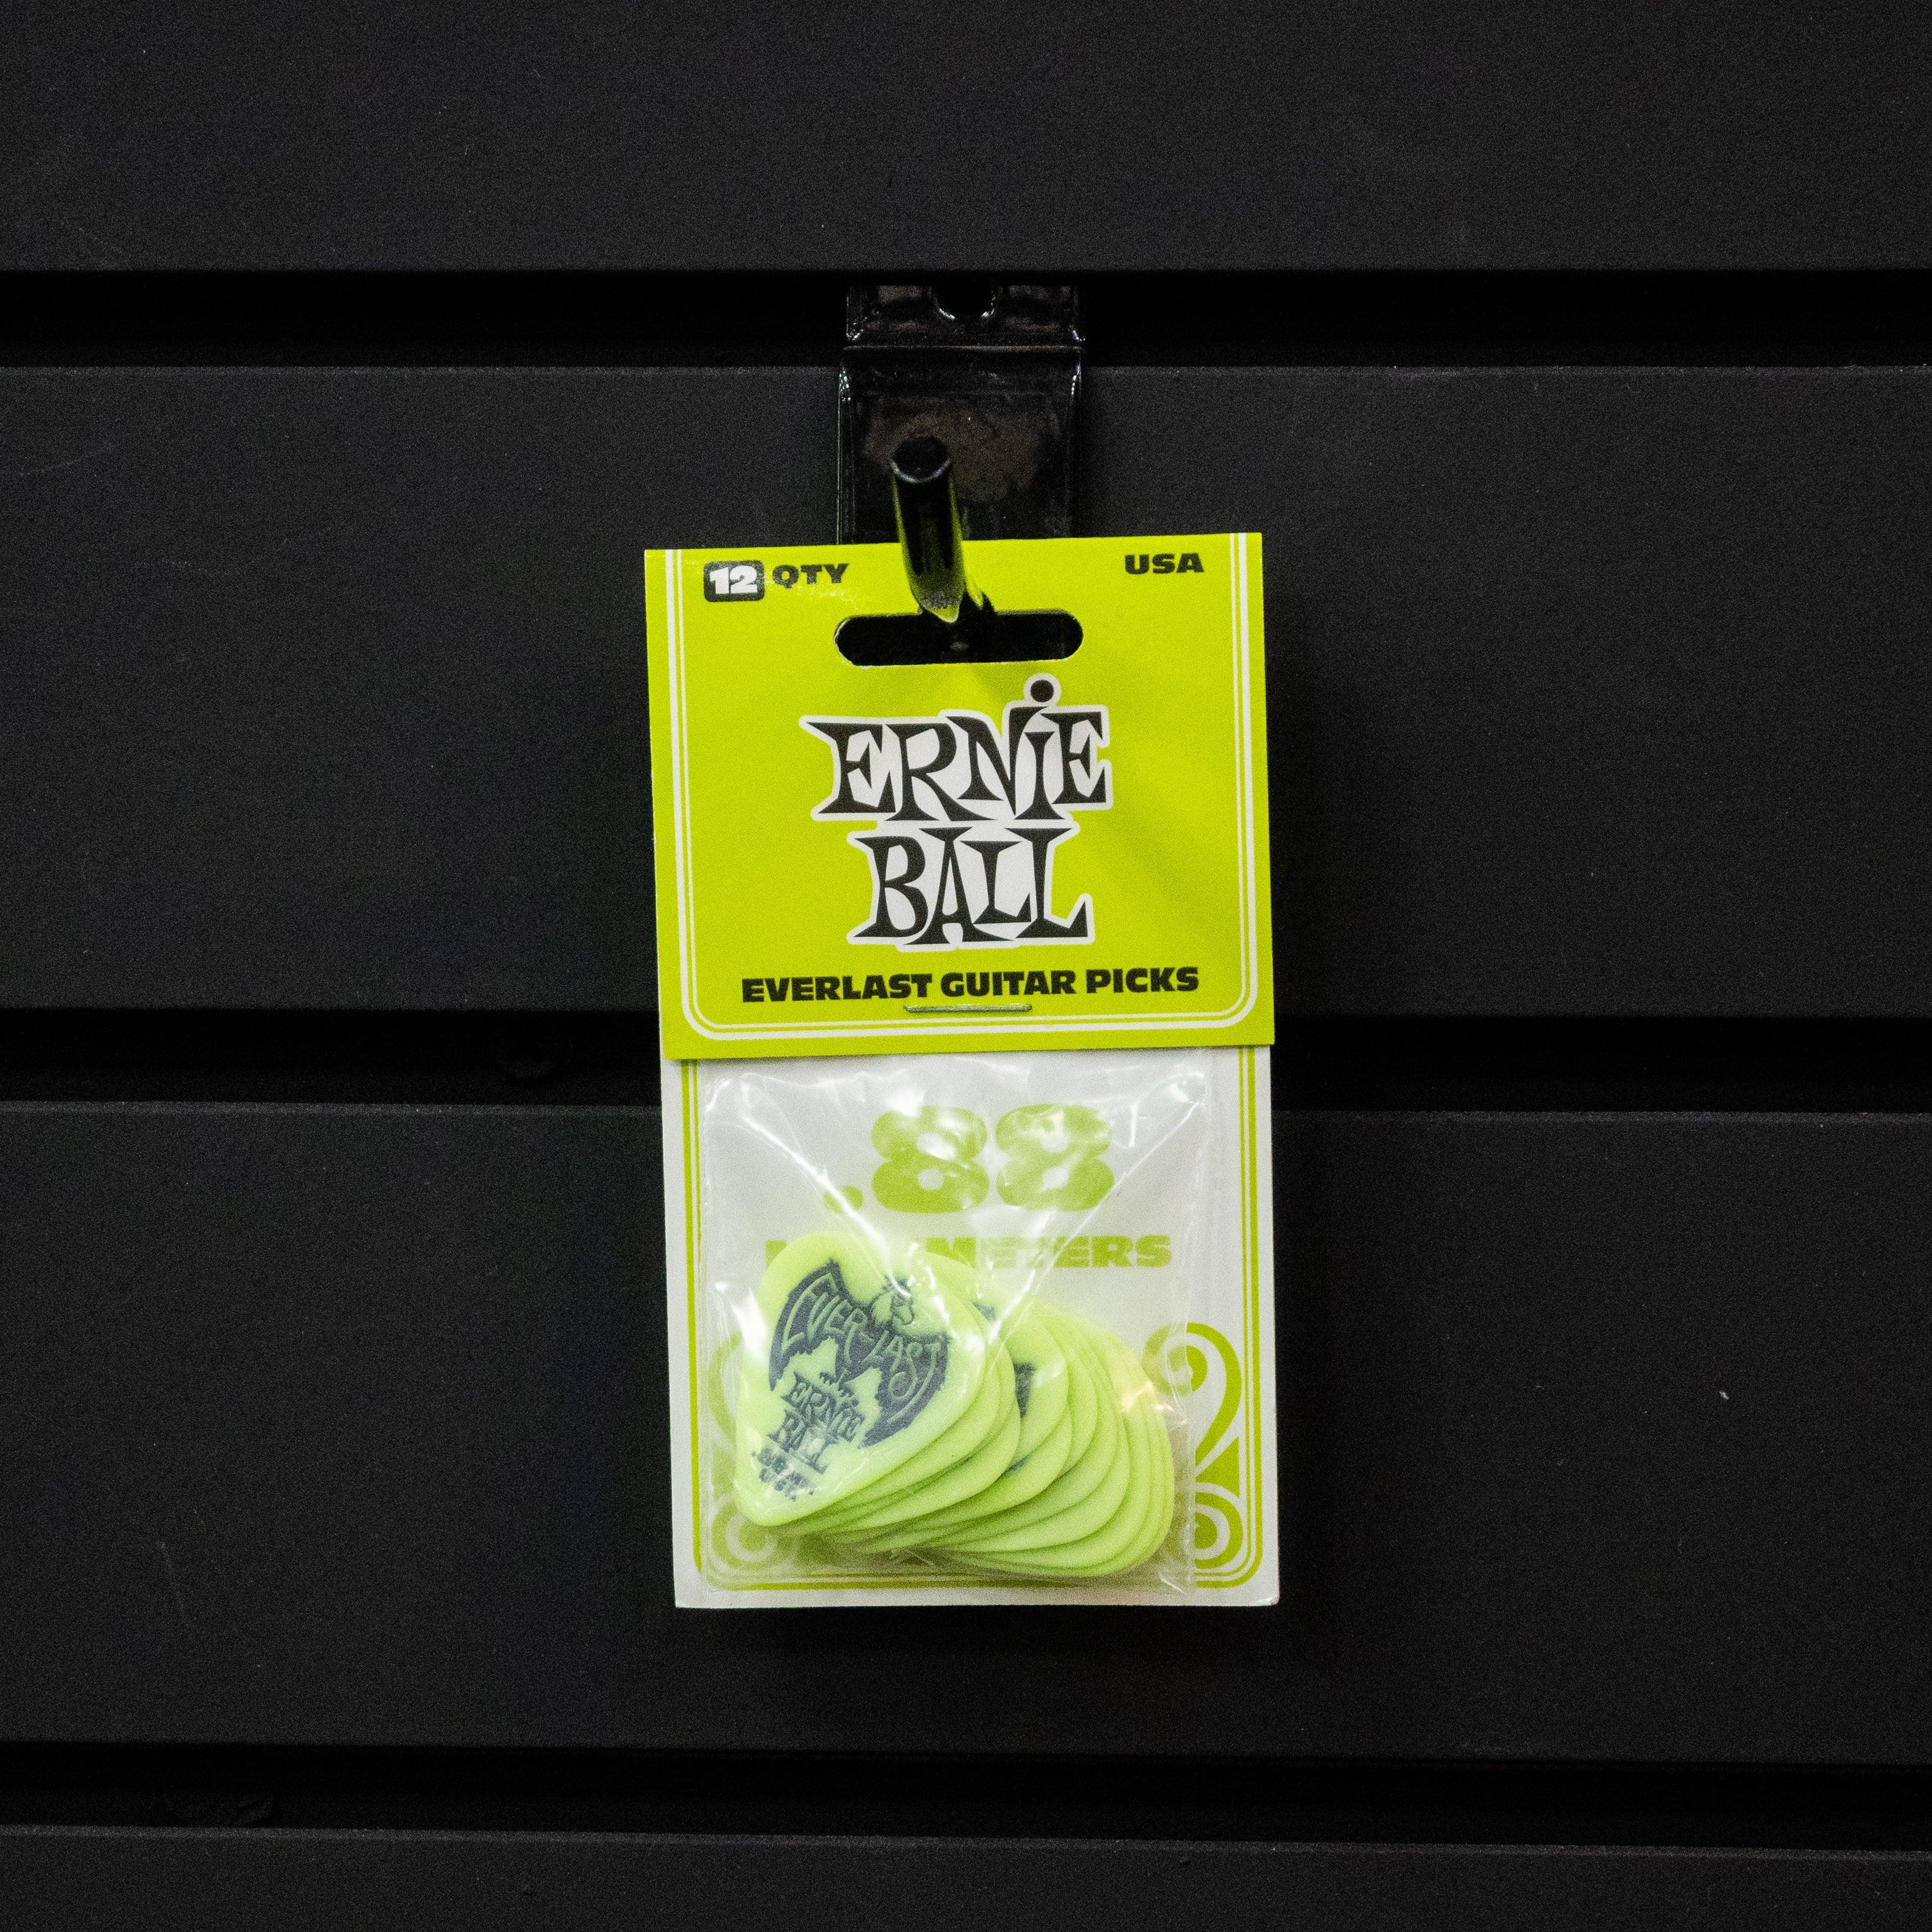 12 QTY
USA
ERNiE
BALL
EVERLAST GUITAR PICKS
.88
EVERLAST
ERNiE
BALL